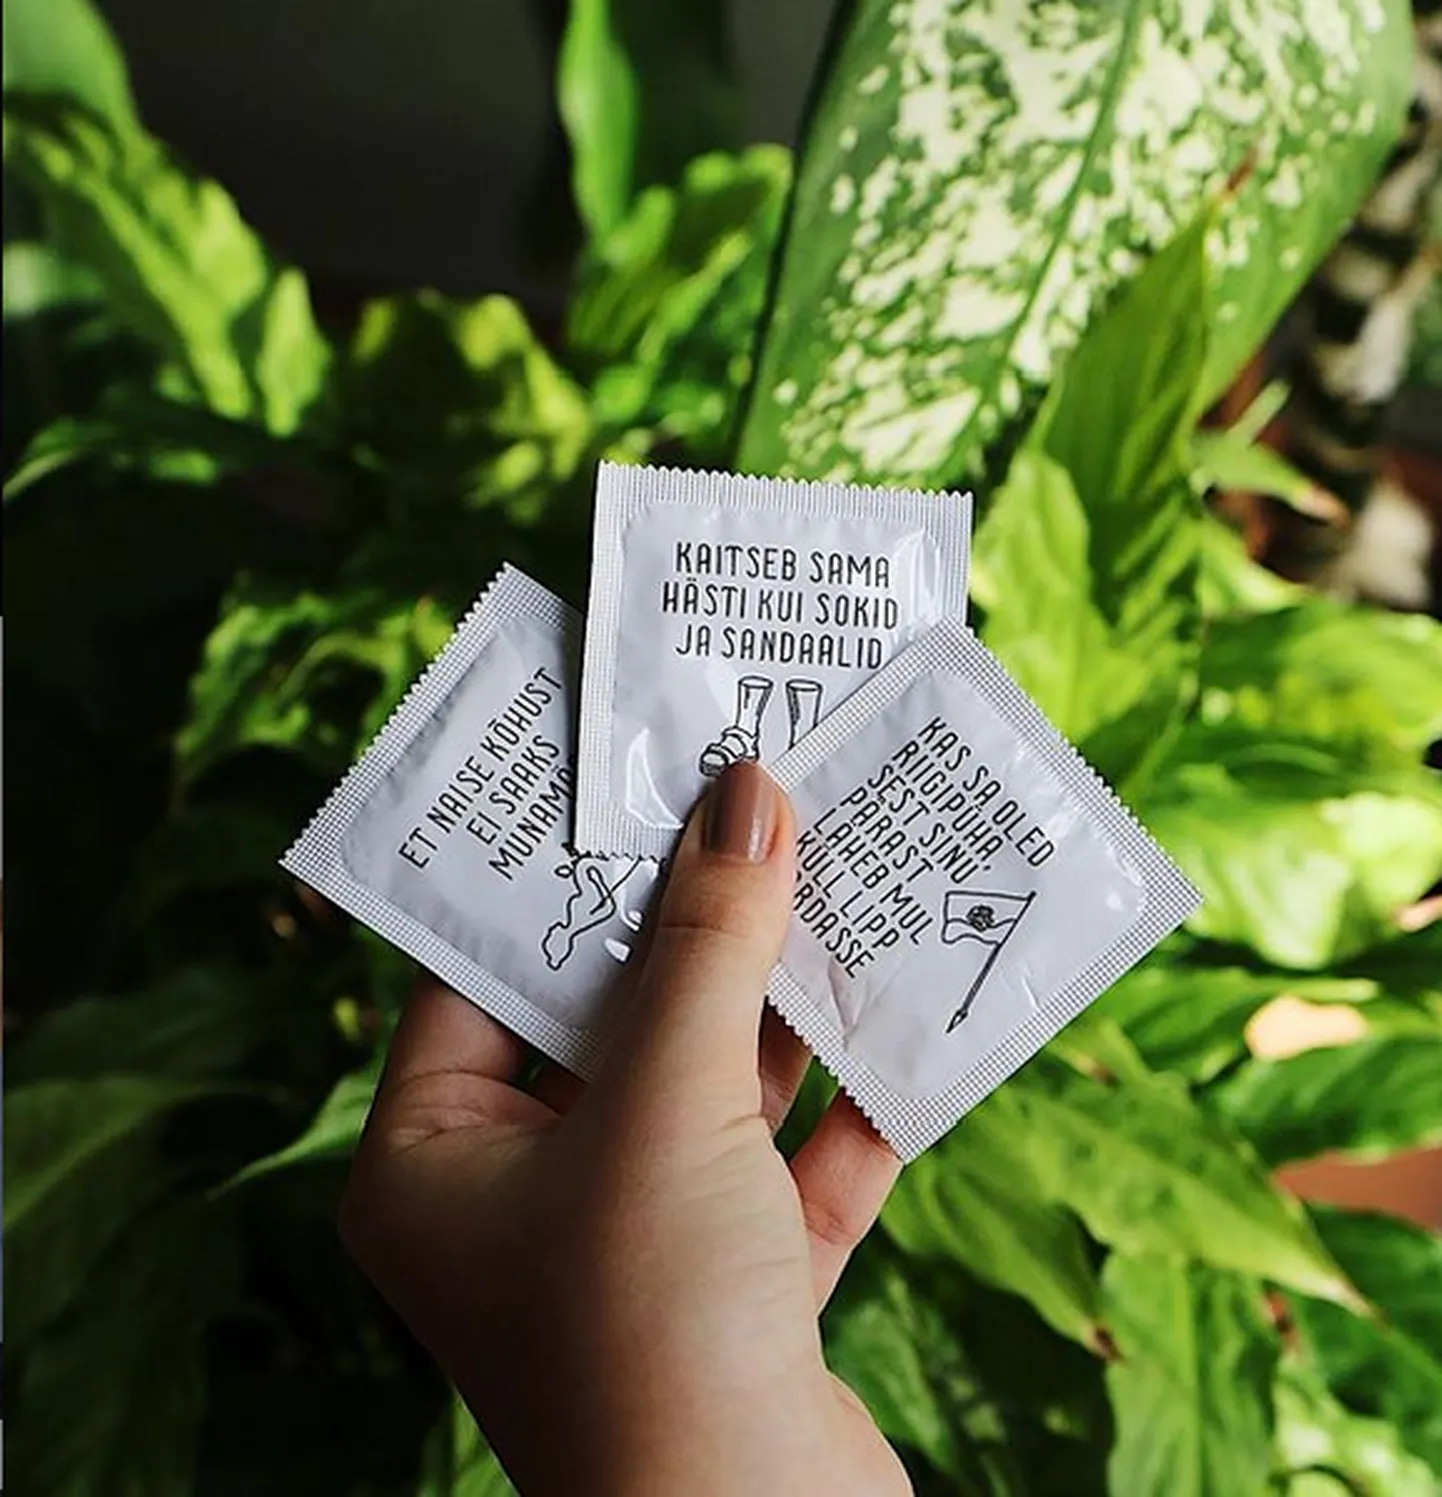 KAITSEB SAMA
HÄSTI KUI SOKID
JA SANDAALID
ET NAISE KÕHUST
EI SAAKS
KAS SA OLED
RIIGIPÜHA,
SEST SINU
PÄRAST
LÄHEB MUL
KÜLL LIPP